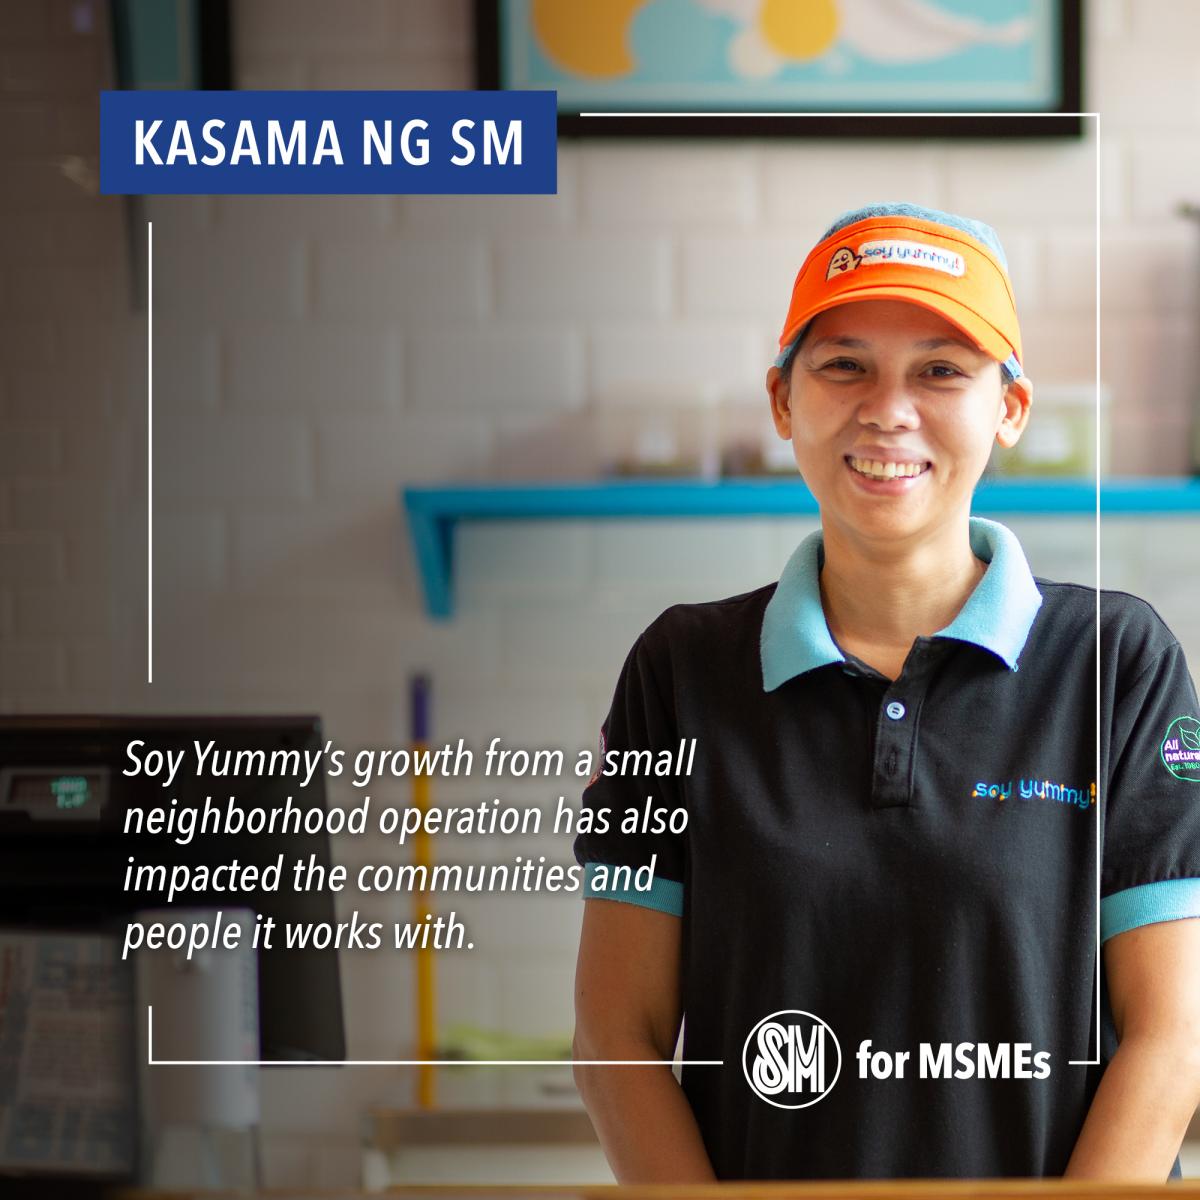 KASAMA NG SM
soy yummy!
Soy Yummy's growth from a small
neighborhood operation has also
impacted the communities and
people it works with.
soy yummy!
All
SM for MSMEs